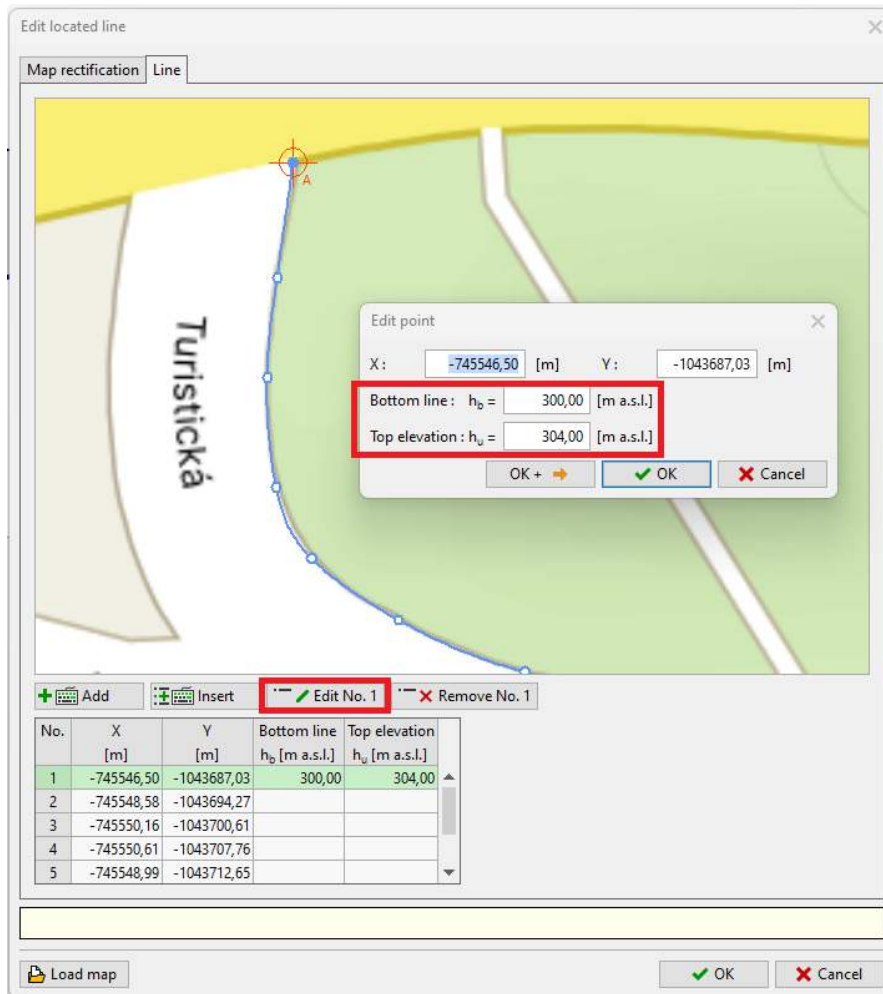 Edit located line
Map rectification Line
A
Turistická
Edit point
X : -745546,50 [m] Y : -1043687,03 [m]
Bottom line : hb = 300,00 [m a.s.l.]
Top elevation : hu = 304,00 [m a.s.l.]
OK + OK Cancel
Add Insert Edit No. 1 Remove No. 1
No. X Y Bottom line Top elevation
[m] [m] hb [m a.s.l.] hu [m a.s.l.]
1 -745546,50 -1043687,03 300,00 304,00
2 -745548,58 -1043694,27
3 -745550,16 -1043700,61
4 -745550,61 -1043707,76
5 -745548,99 -1043712,65
Load map OK Cancel